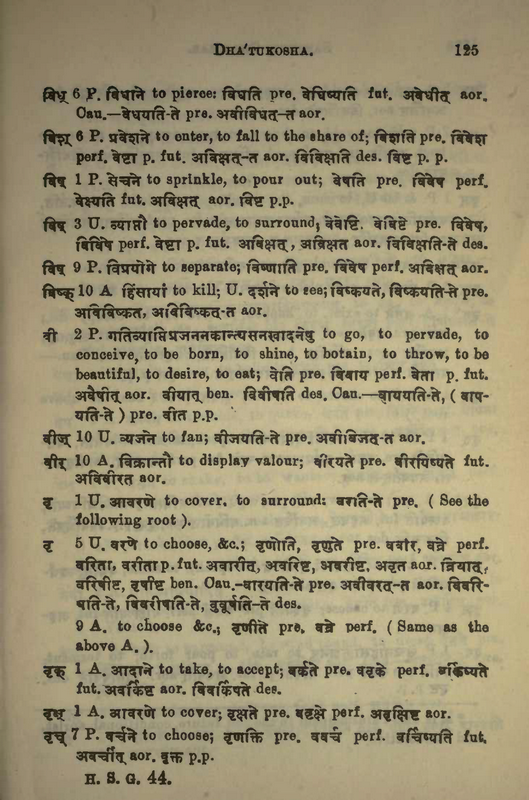 DHA'TUKOSHA. 125
विध् 6 P. विधाने to pierce: विधति pre. वेधिष्यति fut. अवेधीत् aor.
Cau.—वेधयति-ते pre. अवीविधत्-त aor.
विश् 6 P. प्रवेशने to enter, to fall to the share of; विशति pre. विवेश
perf. वेष्टा p. fut. अविक्षत्-त aor. विविक्षति des. विष्ट p. p.
विष् 1 P. सेचने to sprinkle, to pour out; वेषति pre. विवेष perf.
वेक्ष्यति fut. अविक्षत् aor. विष्ट p.p.
विष् 3 U. व्याप्तौ to pervade, to surround; वेवेष्टि, वेविष्टे pre. विवेष,
विविषे perf. वेष्टा p. fut. अविक्षत्, अविक्षत aor. विविक्षति-ते des.
विष् 9 P. विप्रयोगे to separate; विष्णाति pre. विवेष perf. अविक्षत् aor.
विष्क् 10 A हिंसायां to kill; U. दर्शने to see; विष्कयते, विष्कयति-ते pre.
अविविष्कत, अविविष्कत्-त aor.
वी 2 P. गतिव्याप्तिप्रजननकान्त्यसनखादनेषु to go, to pervade, to
conceive, to be born, to shine, to botain, to throw, to be
beautiful, to desire, to eat; वेति pre. विवाय perf. वेता p. fut.
अवैषीत् aor. वीयात् ben. विवीषति des. Cau.—वाययति-ते, ( वाप-
यति-ते ) pre. वीत p.p.
वीज् 10 U. व्यजने to fan; वीजयति-ते pre. अवीविजत्-त aor.
वीर् 10 A. विक्रान्तौ to display valour; वीरयते pre. वीरयिष्यते fut.
अविवीरत aor.
वृ 1 U. आवरणे to cover, to surround: वरति-ते pre. ( See the
following root ).
वृ 5 U. वरणे to choose, &c.; वृणोति, वृणुते pre. ववार, वव्रे perf.
वरिता, वरीता p. fut. अवारीत्, अवरिष्ट, अवरीष्ट, अवृत aor. व्रियात्,
वरिषीष्ट, वृषीष्ट ben. Cau.–वारयति-ते pre. अवीवरत्-त aor. विवरि-
षति-ते, विवरीषति-ते, वुवूर्षति-ते des.
9 A. to choose &c.; वृणीते pre. वव्रे perf. ( Same as the
above A. ).
वृक् 1 A. आदाने to take, to accept; वर्कते pre. ववृके perf. वर्किष्यते
fut. अवर्किष्ट aor. विवर्किषते des.
वृक्ष् 1 A. आवरणे to cover; वृक्षते pre. ववृक्षे perf. अवृक्षिष्ट aor.
वृच् 7 P. वर्चने to choose; वृणक्ति pre. ववर्च perf. वर्चिष्यति fut.
अवर्चीत् aor. वृक्त p.p.
H. S. G. 44.